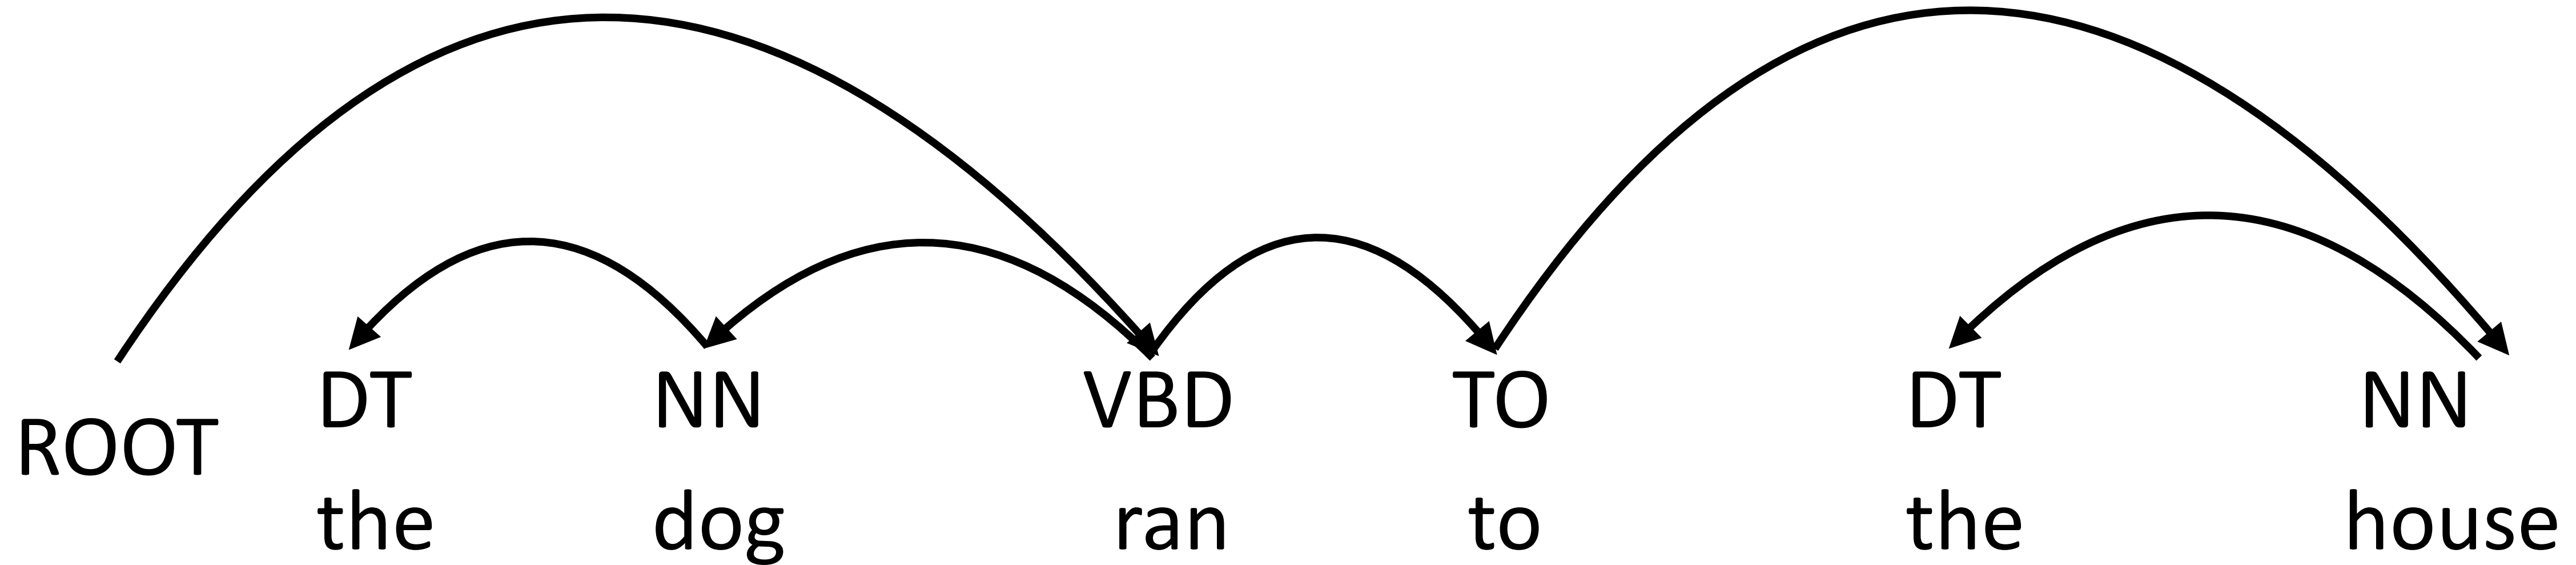 DT NN VBD TO DT NN
ROOT
the dog ran to the house